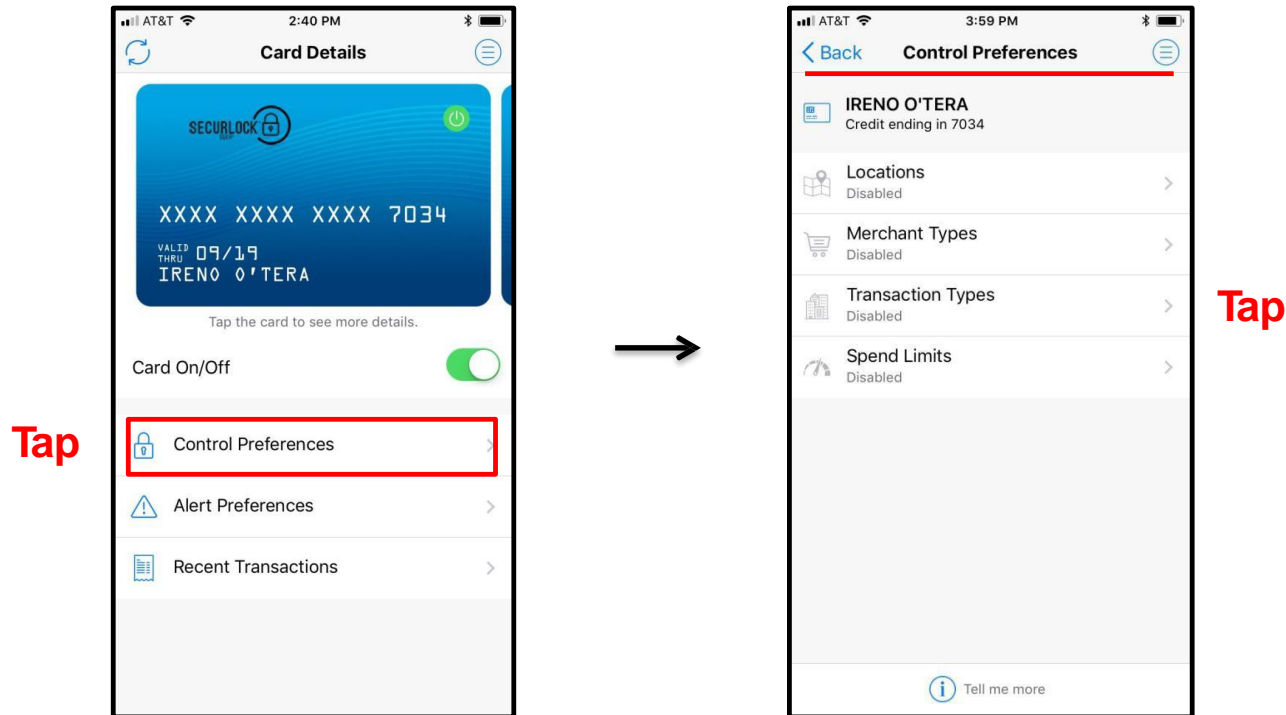 AT&T 2:40 PM
Card Details
SECURLOCK
XXXX XXXX XXXX 7034
VALID THRU 09/19
IRENO O'TERA
Tap the card to see more details.
Card On/Off
Tap
Control Preferences
Alert Preferences
Recent Transactions
AT&T 3:59 PM
Back Control Preferences
IRENO O'TERA
Credit ending in 7034
Locations
Disabled
Merchant Types
Disabled
Transaction Types
Disabled
Tap
Spend Limits
Disabled
Tell me more